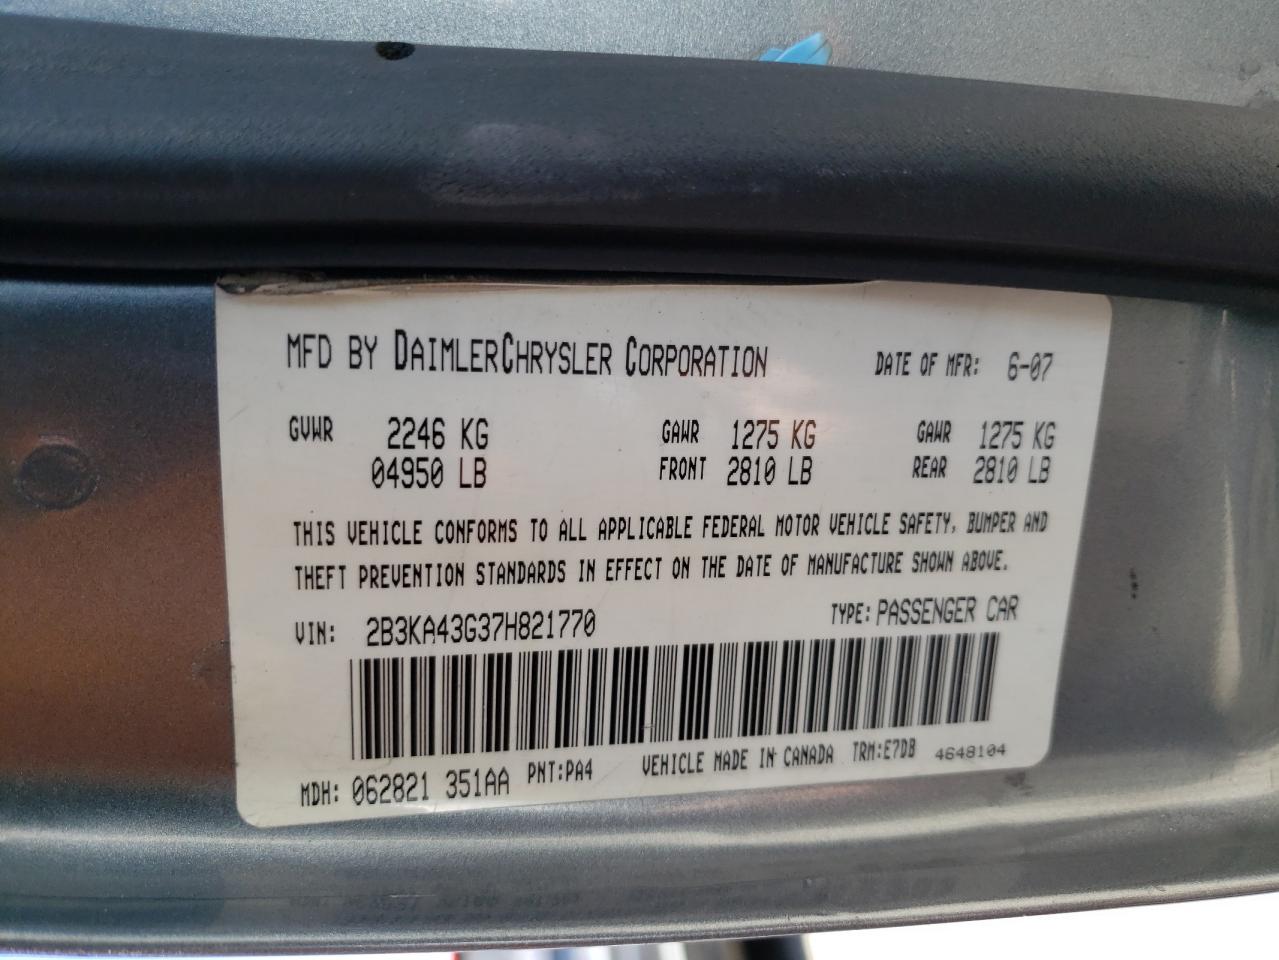 MFD BY DAIMLERCHRYSLER CORPORATION DATE OF MFR: 6-07
GVWR 2246 KG GAWR 1275 KG GAWR 1275 KG
04950 LB FRONT 2810 LB REAR 2810 LB
THIS VEHICLE CONFORMS TO ALL APPLICABLE FEDERAL MOTOR VEHICLE SAFETY, BUMPER AND
THEFT PREVENTION STANDARDS IN EFFECT ON THE DATE OF MANUFACTURE SHOWN ABOVE.
VIN: 2B3KA43G37H821770 TYPE: PASSENGER CAR
MDH: 062821 351AA PNT:PA4 VEHICLE MADE IN CANADA TRM:E7DB 4648104